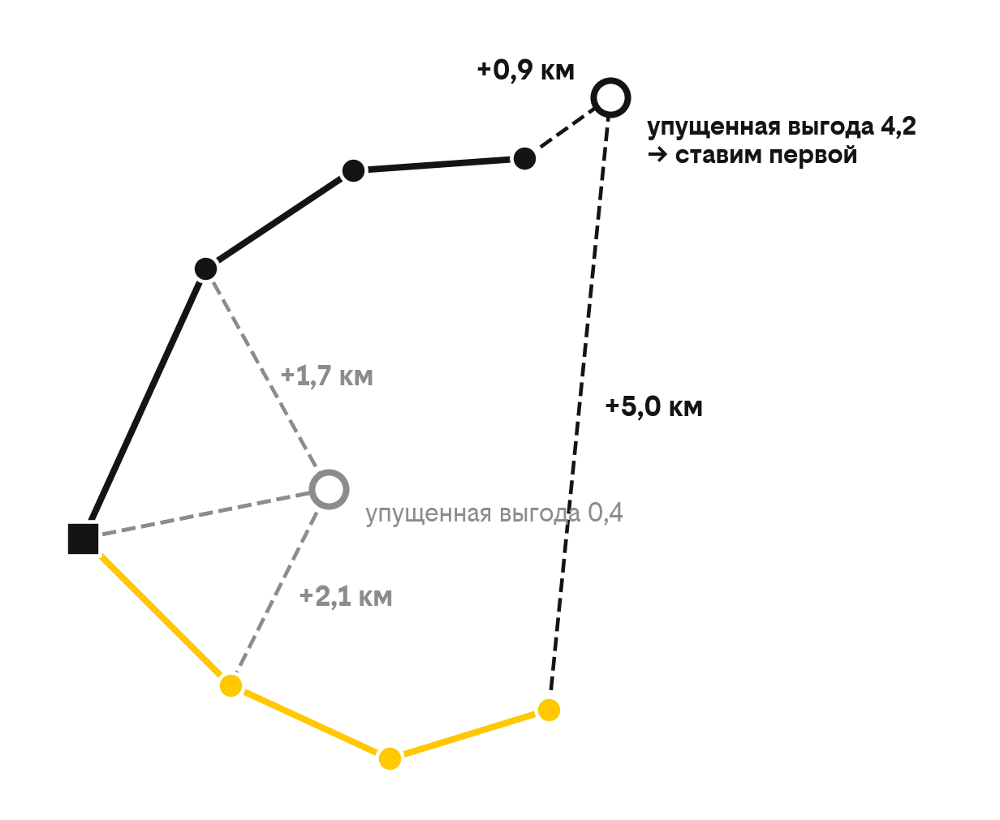 +0,9 км
упущенная выгода 4,2
→ ставим первой
+1,7 км
+5,0 км
упущенная выгода 0,4
+2,1 км